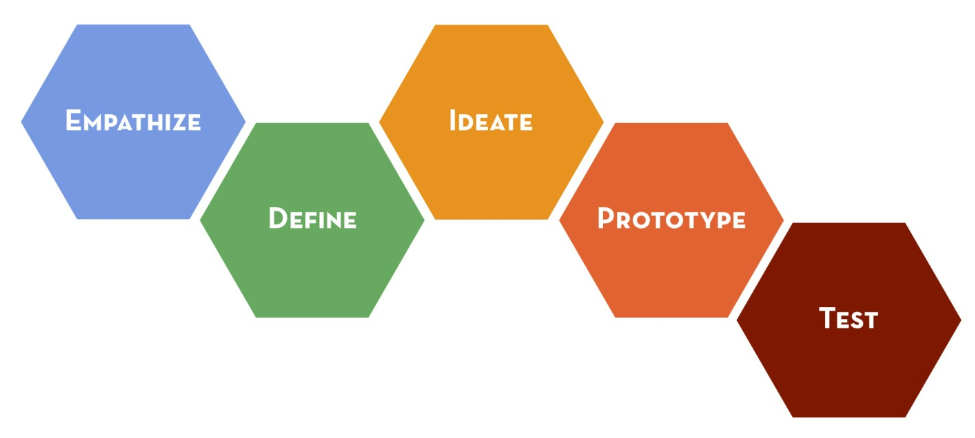 Empathize
Define
Ideate
Prototype
Test